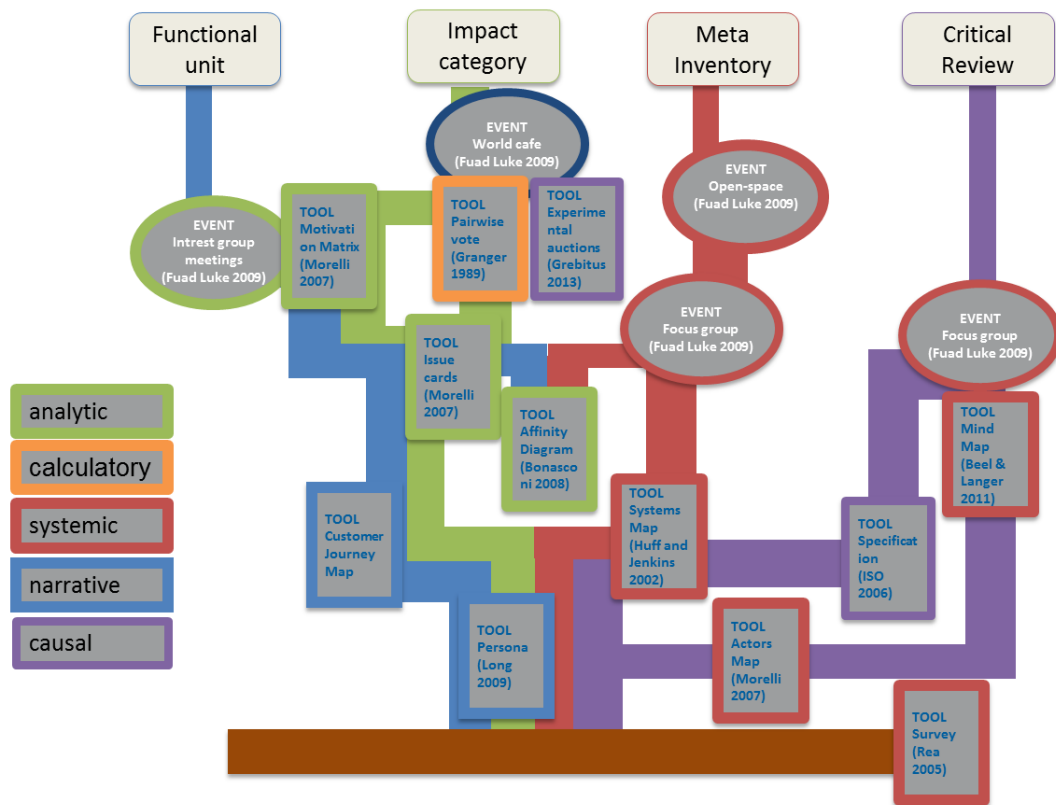 Functional
unit
Impact
category
Meta
Inventory
Critical
Review
EVENT
World cafe
(Fuad Luke 2009)
EVENT
Open-space
(Fuad Luke 2009)
EVENT
Intrest group
meetings
(Fuad Luke 2009)
TOOL
Motivati
on Matrix
(Morelli
2007)
TOOL
Pairwise
vote
(Granger
1989)
TOOL
Experime
ntal
auctions
(Grebitus
2013)
EVENT
Focus group
(Fuad Luke 2009)
EVENT
Focus group
(Fuad Luke 2009)
TOOL
Issue
cards
(Morelli
2007)
TOOL
Affinity
Diagram
(Bonasco
ni 2008)
TOOL
Mind
Map
(Beel &
Langer
2011)
analytic
calculatory
systemic
narrative
causal
TOOL
Customer
Journey
Map
TOOL
Systems
Map
(Huff and
Jenkins
2002)
TOOL
Specificat
ion
(ISO
2006)
TOOL
Persona
(Long
2009)
TOOL
Actors
Map
(Morelli
2007)
TOOL
Survey
(Rea
2005)